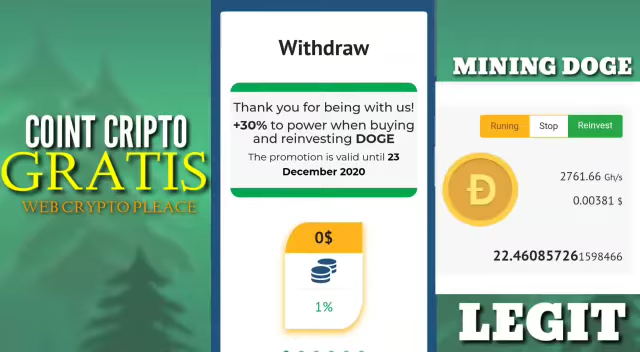 COINT CRIPTO
GRATIS
WEB CRYPTO PLEACE
Withdraw
Thank you for being with us!
+30% to power when buying
and reinvesting DOGE
The promotion is valid until 23
December 2020
0$
1%
MINING DOGE
Runing Stop Reinvest
Đ
2761.66 Gh/s
0.00381 $
22.460857261598466
LEGIT